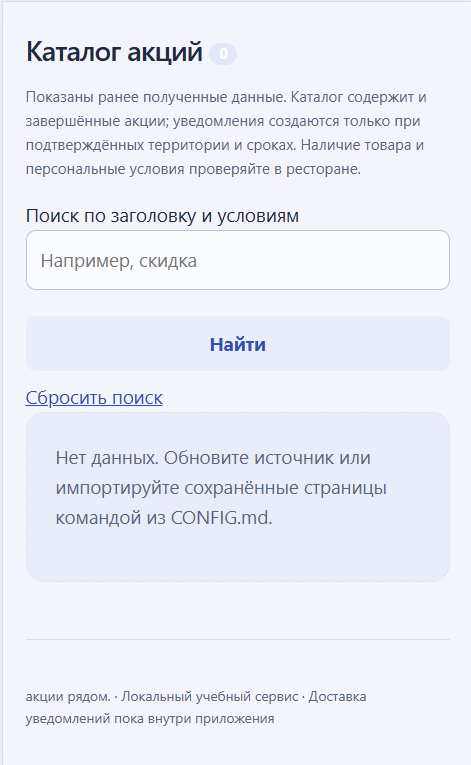 Каталог акций 0
Показаны ранее полученные данные. Каталог содержит и
завершённые акции; уведомления создаются только при
подтверждённых территории и сроках. Наличие товара и
персональные условия проверяйте в ресторане.
Поиск по заголовку и условиям
Например, скидка
Найти
Сбросить поиск
Нет данных. Обновите источник или
импортируйте сохранённые страницы
командой из CONFIG.md.
акции рядом. · Локальный учебный сервис · Доставка
уведомлений пока внутри приложения